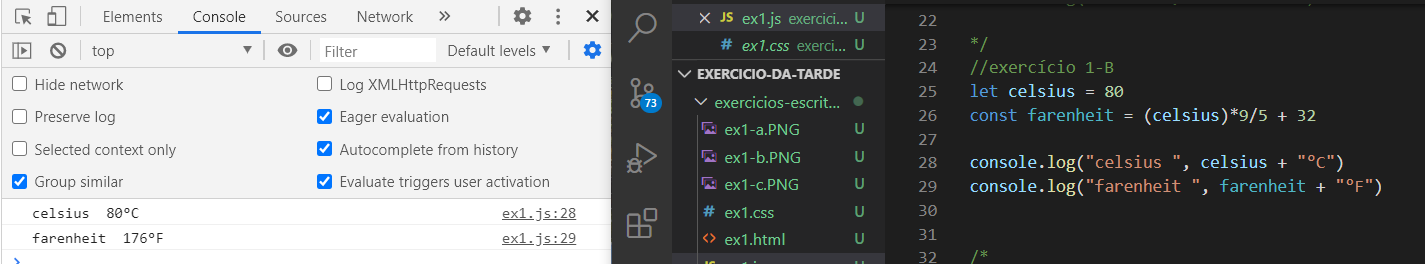 Elements Console Sources Network »
top Filter Default levels ▼
Hide network Log XMLHttpRequests
Preserve log Eager evaluation
Selected context only Autocomplete from history
Group similar Evaluate triggers user activation
celsius  80ºC ex1.js:28
farenheit  176ºF ex1.js:29
73
JS ex1.js exercici... U
# ex1.css exerci... U
EXERCICIO-DA-TARDE
exercicios-escrit...
ex1-a.PNG U
ex1-b.PNG U
ex1-c.PNG U
# ex1.css U
<> ex1.html U
22
23 */
24 //exercício 1-B
25 let celsius = 80
26 const farenheit = (celsius)*9/5 + 32
27
28 console.log("celsius ", celsius + "ºC")
29 console.log("farenheit ", farenheit + "ºF")
30
31
32 /*